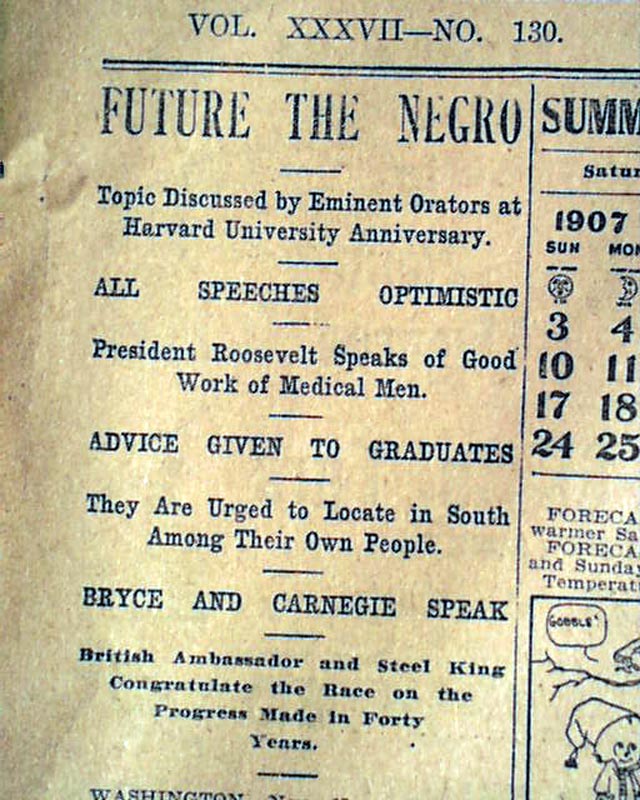 VOL. XXXVII—NO. 130.
FUTURE THE NEGRO
Topic Discussed by Eminent Orators at
Harvard University Anniversary.
ALL SPEECHES OPTIMISTIC
President Roosevelt Speaks of Good
Work of Medical Men.
ADVICE GIVEN TO GRADUATES
They Are Urged to Locate in South
Among Their Own People.
BRYCE AND CARNEGIE SPEAK
British Ambassador and Steel King
Congratulate the Race on the
Progress Made in Forty
Years.
WASHINGTON,
SUMM
Satur
1907
SUN MON
3 4
10 11
17 18
24 25
FORECA
warmer Sa
FORECA
and Sunday
Temperatu
GOBBLE